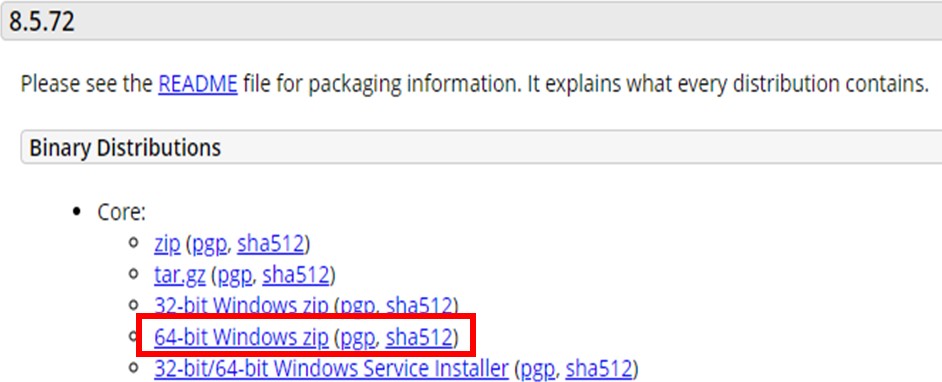 8.5.72
Please see the README file for packaging information. It explains what every distribution contains.
Binary Distributions
Core:
zip (pgp, sha512)
tar.gz (pgp, sha512)
32-bit Windows zip (pgp, sha512)
64-bit Windows zip (pgp, sha512)
32-bit/64-bit Windows Service Installer (pgp, sha512)